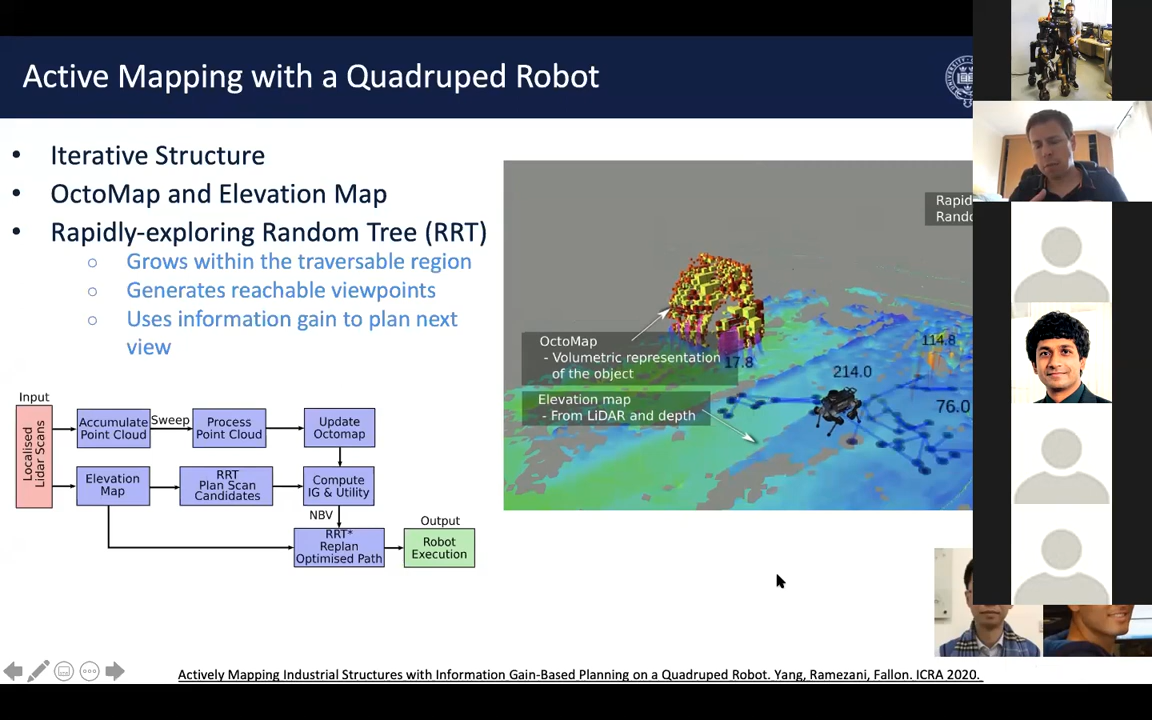 Active Mapping with a Quadruped Robot
• Iterative Structure
• OctoMap and Elevation Map
• Rapidly-exploring Random Tree (RRT)
○ Grows within the traversable region
○ Generates reachable viewpoints
○ Uses information gain to plan next
view
Rapid
Rando
OctoMap
- Volumetric representation
of the object
Elevation map
- From LiDAR and depth
17.8
214.0
114.8
76.0
Input
Localised
Lidar Scans
Accumulate
Point Cloud
Sweep
Process
Point Cloud
Update
Octomap
Elevation
Map
RRT
Plan Scan
Candidates
Compute
IG & Utility
NBV
RRT*
Replan
Optimised Path
Output
Robot
Execution
Actively Mapping Industrial Structures with Information Gain-Based Planning on a Quadruped Robot. Yang, Ramezani, Fallon. ICRA 2020.